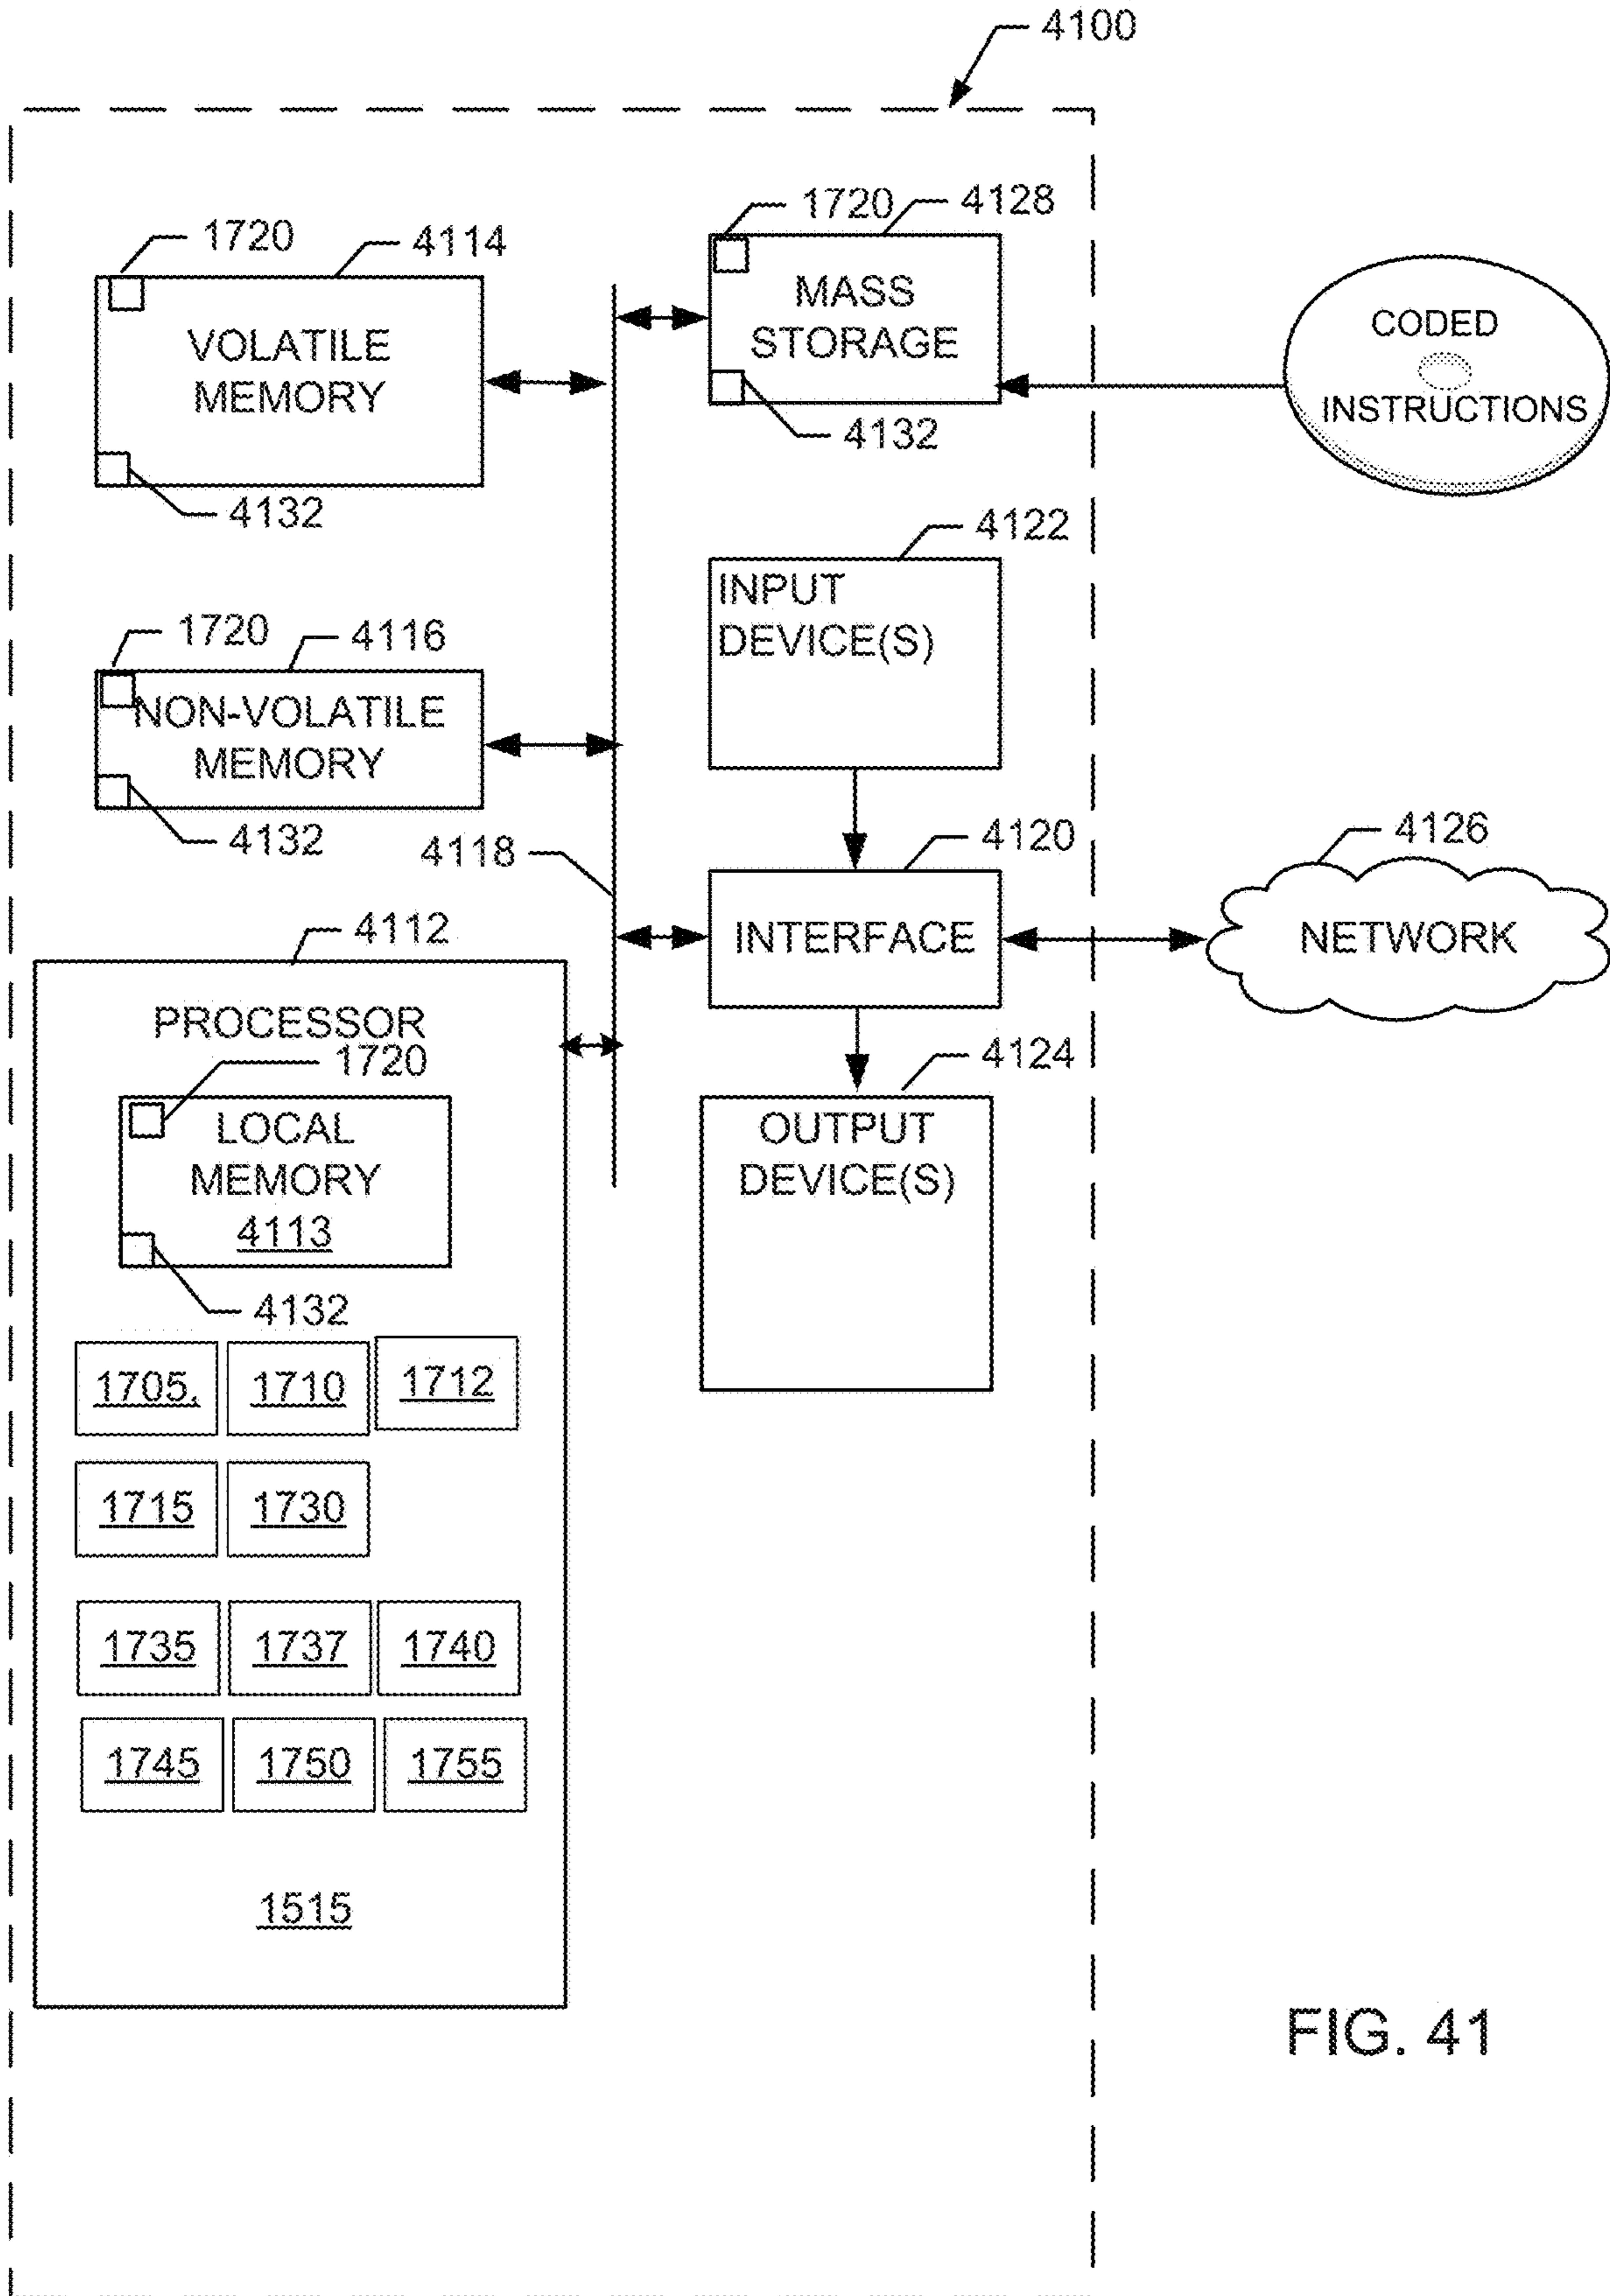 4100
1720
4114
VOLATILE
MEMORY
4132
1720
4128
MASS
STORAGE
4132
CODED
INSTRUCTIONS
1720
4116
NON-VOLATILE
MEMORY
4132
4122
INPUT
DEVICE(S)
4118
4120
INTERFACE
4126
NETWORK
4112
PROCESSOR
1720
LOCAL
MEMORY
4113
4132
4124
OUTPUT
DEVICE(S)
1705,
1710
1712
1715
1730
1735
1737
1740
1745
1750
1755
1515
FIG. 41